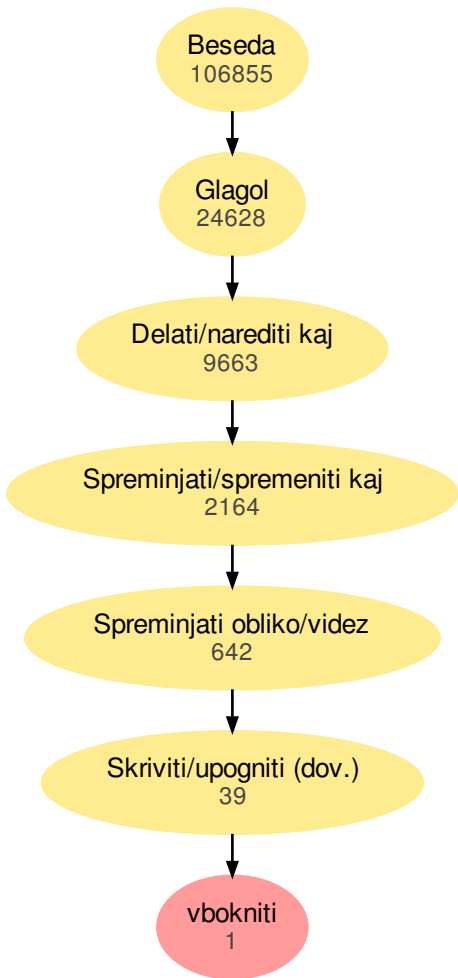 Beseda
106855
Glagol
24628
Delati/narediti kaj
9663
Spreminjati/spremeniti kaj
2164
Spreminjati obliko/videz
642
Skriviti/upogniti (dov.)
39
vbokniti
1